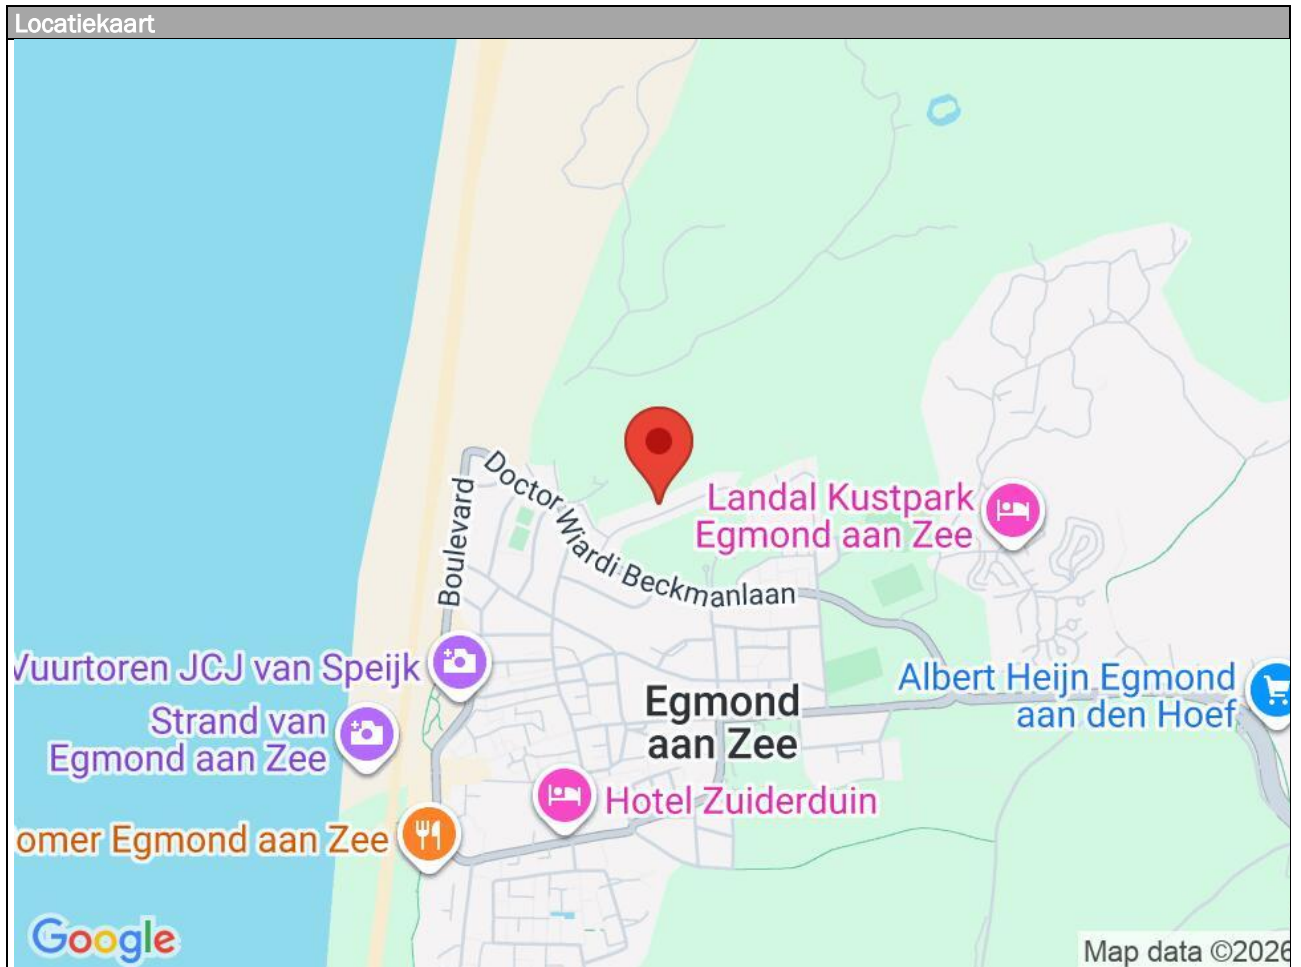 Locatiekaart
Boulevard
Doctor Wiardi Beckmanlaan
Landal Kustpark
Egmond aan Zee
Vuurtoren JCJ van Speijk
Strand van
Egmond aan Zee
Egmond
aan Zee
Albert Heijn Egmond
aan den Hoef
Hotel Zuiderduin
omer Egmond aan Zee
Google
Map data ©2026